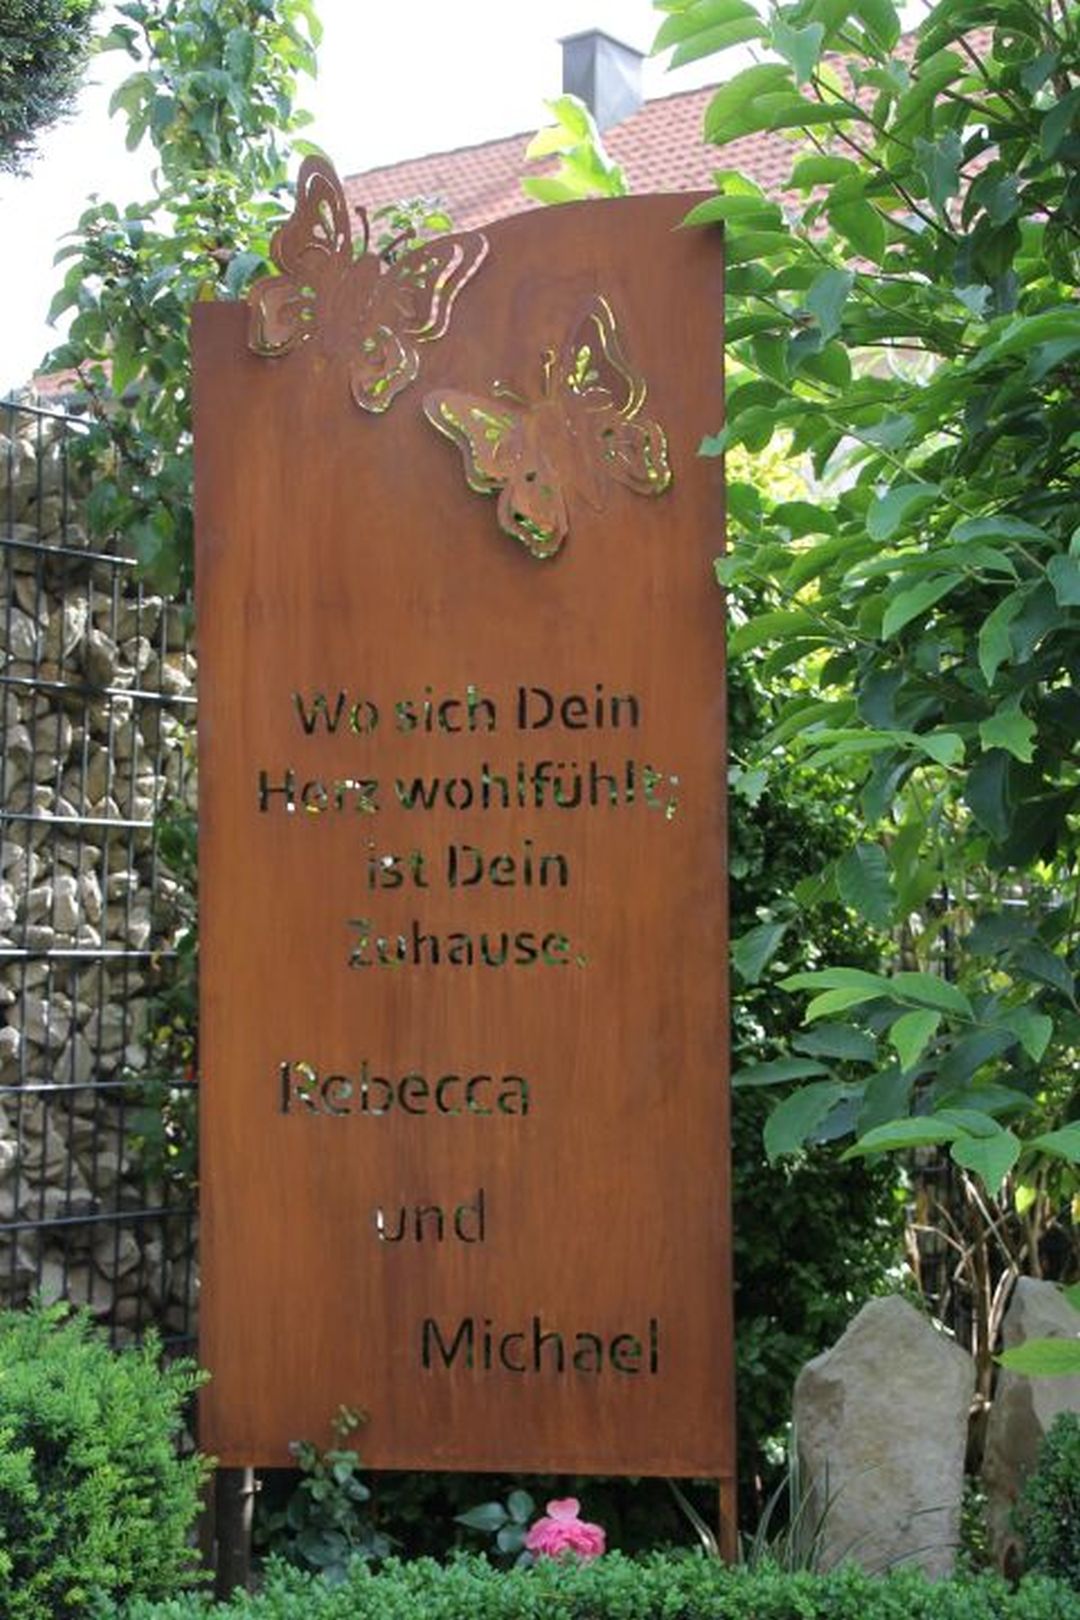 Wo sich Dein
Herz wohlfühlt,
ist Dein
Zuhause.
Rebecca
und
Michael